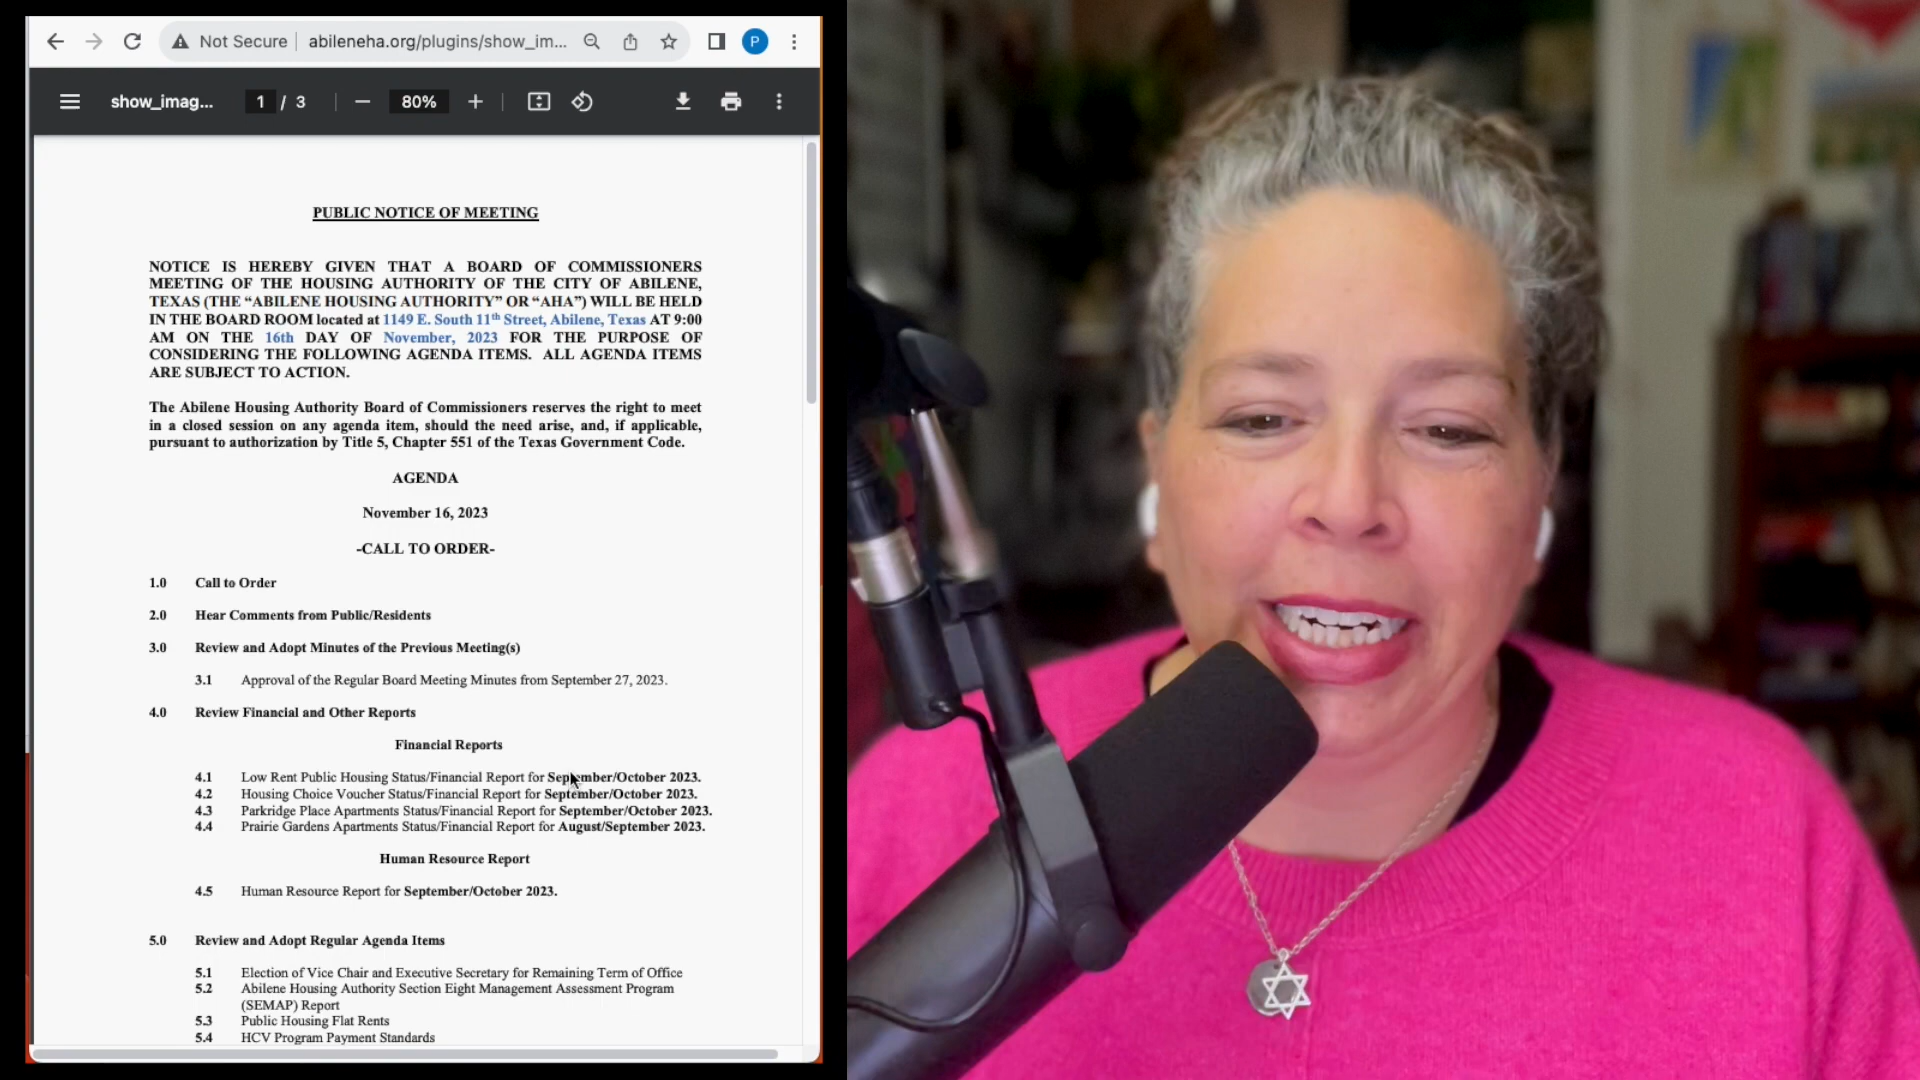 Not Secure abileneha.org/plugins/show_im...
P
show_imag... 1 / 3 80%
PUBLIC NOTICE OF MEETING
NOTICE IS HEREBY GIVEN THAT A BOARD OF COMMISSIONERS
MEETING OF THE HOUSING AUTHORITY OF THE CITY OF ABILENE,
TEXAS (THE “ABILENE HOUSING AUTHORITY” OR “AHA”) WILL BE HELD
IN THE BOARD ROOM located at 1149 E. South 11th Street, Abilene, Texas AT 9:00
AM ON THE 16th DAY OF November, 2023 FOR THE PURPOSE OF
CONSIDERING THE FOLLOWING AGENDA ITEMS. ALL AGENDA ITEMS
ARE SUBJECT TO ACTION.
The Abilene Housing Authority Board of Commissioners reserves the right to meet
in a closed session on any agenda item, should the need arise, and, if applicable,
pursuant to authorization by Title 5, Chapter 551 of the Texas Government Code.
AGENDA
November 16, 2023
-CALL TO ORDER-
1.0 Call to Order
2.0 Hear Comments from Public/Residents
3.0 Review and Adopt Minutes of the Previous Meeting(s)
3.1 Approval of the Regular Board Meeting Minutes from September 27, 2023.
4.0 Review Financial and Other Reports
Financial Reports
4.1 Low Rent Public Housing Status/Financial Report for September/October 2023.
4.2 Housing Choice Voucher Status/Financial Report for September/October 2023.
4.3 Parkridge Place Apartments Status/Financial Report for September/October 2023.
4.4 Prairie Gardens Apartments Status/Financial Report for August/September 2023.
Human Resource Report
4.5 Human Resource Report for September/October 2023.
5.0 Review and Adopt Regular Agenda Items
5.1 Election of Vice Chair and Executive Secretary for Remaining Term of Office
5.2 Abilene Housing Authority Section Eight Management Assessment Program
(SEMAP) Report
5.3 Public Housing Flat Rents
5.4 HCV Program Payment Standards